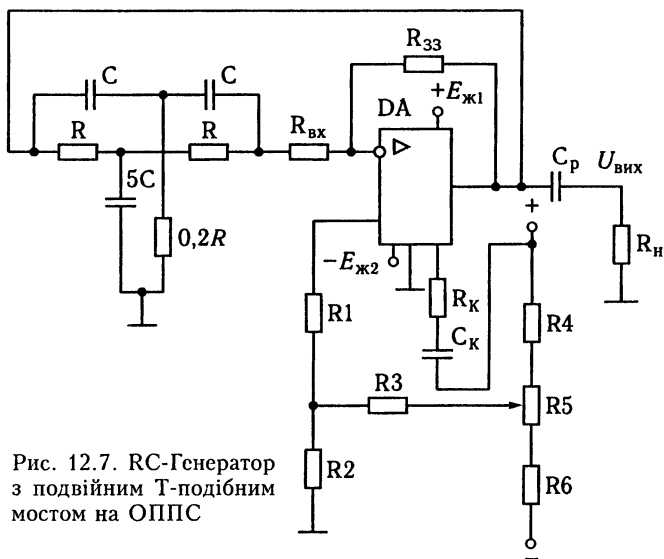 R₃₃
C
C
DA
+Eж1
R
R
Rвх
Cр
Uвих
5C
+
0,2R
−Eж2
Rн
R1
Rк
Cк
R4
R3
R5
R2
R6
Рис. 12.7. RC-Генератор
з подвійним Т-подібним
мостом на ОППС